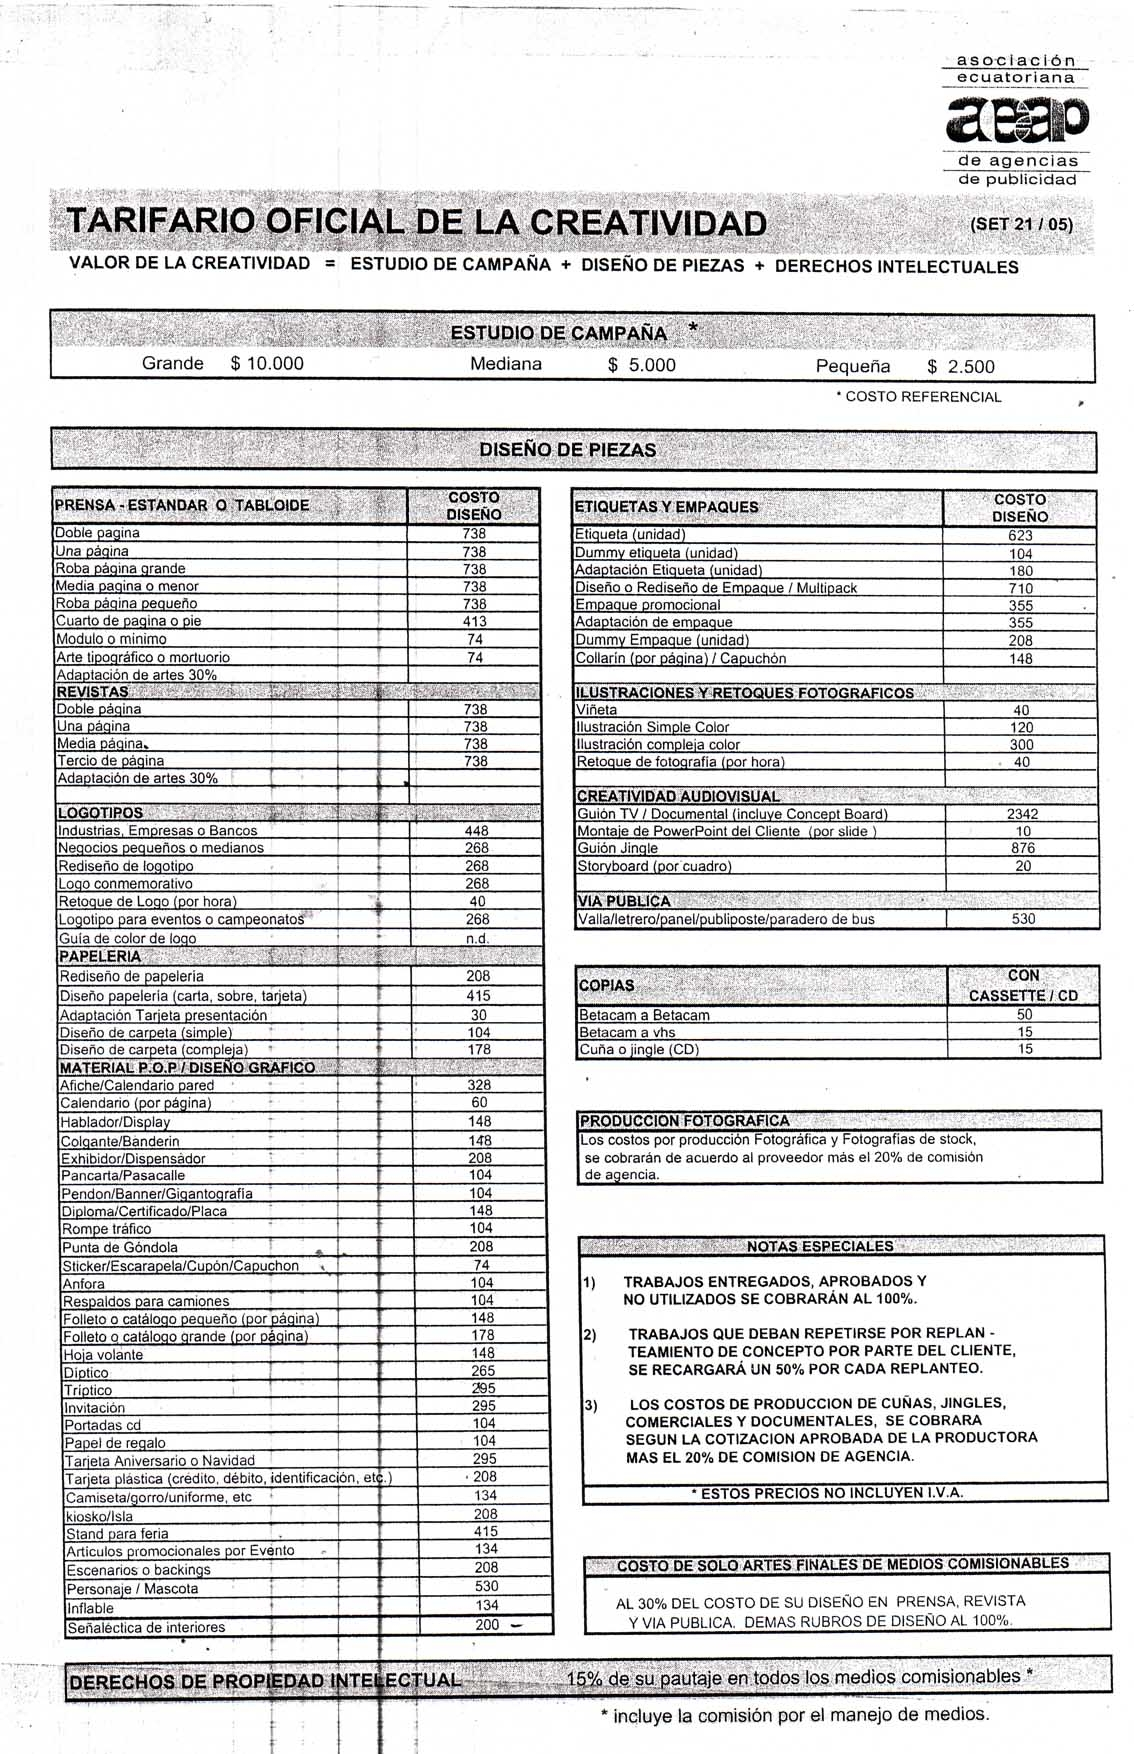 asociación
ecuatoriana
aeap
de agencias
de publicidad
TARIFARIO OFICIAL DE LA CREATIVIDAD (SET 21 / 05)
VALOR DE LA CREATIVIDAD = ESTUDIO DE CAMPAÑA + DISEÑO DE PIEZAS + DERECHOS INTELECTUALES
ESTUDIO DE CAMPAÑA *
Grande $ 10.000 Mediana $ 5.000 Pequeña $ 2.500
* COSTO REFERENCIAL
DISEÑO DE PIEZAS
PRENSA - ESTANDAR O TABLOIDE COSTO DISEÑO
Doble pagina 738
Una página 738
Roba página grande 738
Media pagina o menor 738
Roba página pequeño 738
Cuarto de pagina o pie 413
Modulo o minimo 74
Arte tipográfico o mortuorio 74
Adaptación de artes 30%
REVISTAS
Doble página 738
Una página 738
Media página 738
Tercio de página 738
Adaptación de artes 30%
LOGOTIPOS
Industrias, Empresas o Bancos 448
Negocios pequeños o medianos 268
Rediseño de logotipo 268
Logo conmemorativo 268
Retoque de Logo (por hora) 40
Logotipo para eventos o campeonatos 268
Guía de color de logo n.d.
PAPELERIA
Rediseño de papelería 208
Diseño papelería (carta, sobre, tarjeta) 415
Adaptación Tarjeta presentación 30
Diseño de carpeta (simple) 104
Diseño de carpeta (compleja) 178
MATERIAL P.O.P / DISEÑO GRAFICO
Afiche/Calendario pared 328
Calendario (por página) 60
Hablador/Display 148
Colgante/Banderin 148
Exhibidor/Dispensador 208
Pancarta/Pasacalle 104
Pendon/Banner/Gigantografía 104
Diploma/Certificado/Placa 148
Rompe tráfico 104
Punta de Góndola 208
Sticker/Escarapela/Cupón/Capuchon 74
Anfora 104
Respaldos para camiones 104
Folleto o catálogo pequeño (por página) 148
Folleto o catálogo grande (por página) 178
Hoja volante 148
Díptico 265
Tríptico 295
Invitación 295
Portadas cd 104
Papel de regalo 104
Tarjeta Aniversario o Navidad 295
Tarjeta plástica (crédito, débito, identificación, etc.) 208
Camiseta/gorro/uniforme, etc 134
kiosko/Isla 208
Stand para feria 415
Articulos promocionales por Evento 134
Escenarios o backings 208
Personaje / Mascota 530
Inflable 134
Señaléctica de interiores 200
ETIQUETAS Y EMPAQUES COSTO DISEÑO
Etiqueta (unidad) 623
Dummy etiqueta (unidad) 104
Adaptación Etiqueta (unidad) 180
Diseño o Rediseño de Empaque / Multipack 710
Empaque promocional 355
Adaptación de empaque 355
Dummy Empaque (unidad) 208
Collarín (por página) / Capuchón 148
ILUSTRACIONES Y RETOQUES FOTOGRAFICOS
Viñeta 40
Ilustración Simple Color 120
Ilustración compleja color 300
Retoque de fotografía (por hora) 40
CREATIVIDAD AUDIOVISUAL
Guión TV / Documental (incluye Concept Board) 2342
Montaje de PowerPoint del Cliente (por slide ) 10
Guión Jingle 876
Storyboard (por cuadro) 20
VIA PUBLICA
Valla/letrero/panel/publiposte/paradero de bus 530
COPIAS CON CASSETTE / CD
Betacam a Betacam 50
Betacam a vhs 15
Cuña o jingle (CD) 15
PRODUCCION FOTOGRAFICA
Los costos por producción Fotográfica y Fotografías de stock,
se cobrarán de acuerdo al proveedor más el 20% de comisión
de agencia.
NOTAS ESPECIALES
1) TRABAJOS ENTREGADOS, APROBADOS Y
NO UTILIZADOS SE COBRARÁN AL 100%.
2) TRABAJOS QUE DEBAN REPETIRSE POR REPLAN -
TEAMIENTO DE CONCEPTO POR PARTE DEL CLIENTE,
SE RECARGARÁ UN 50% POR CADA REPLANTEO.
3) LOS COSTOS DE PRODUCCION DE CUÑAS, JINGLES,
COMERCIALES Y DOCUMENTALES, SE COBRARA
SEGUN LA COTIZACION APROBADA DE LA PRODUCTORA
MAS EL 20% DE COMISION DE AGENCIA.
* ESTOS PRECIOS NO INCLUYEN I.V.A.
COSTO DE SOLO ARTES FINALES DE MEDIOS COMISIONABLES
AL 30% DEL COSTO DE SU DISEÑO EN PRENSA, REVISTA
Y VIA PUBLICA. DEMAS RUBROS DE DISEÑO AL 100%.
DERECHOS DE PROPIEDAD INTELECTUAL 15% de su pautaje en todos los medios comisionables *
* incluye la comisión por el manejo de medios.